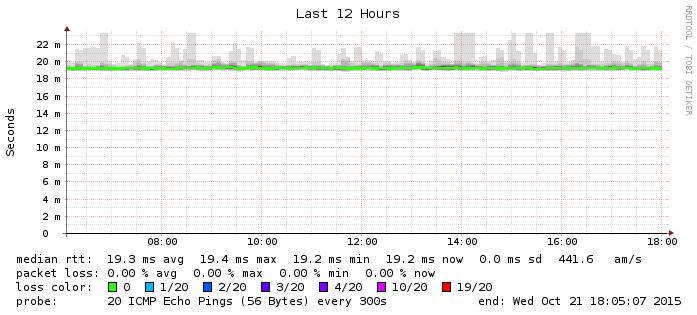 Last 12 Hours
RRDTOOL / TOBI OETIKER
Seconds
22 m
20 m
18 m
16 m
14 m
12 m
10 m
8 m
6 m
4 m
2 m
0
08:00 10:00 12:00 14:00 16:00 18:00
median rtt: 19.3 ms avg 19.4 ms max 19.2 ms min 19.2 ms now 0.0 ms sd 441.6 am/s
packet loss: 0.00 % avg 0.00 % max 0.00 % min 0.00 % now
loss color: 0 1/20 2/20 3/20 4/20 10/20 19/20
probe: 20 ICMP Echo Pings (56 Bytes) every 300s end: Wed Oct 21 18:05:07 2015